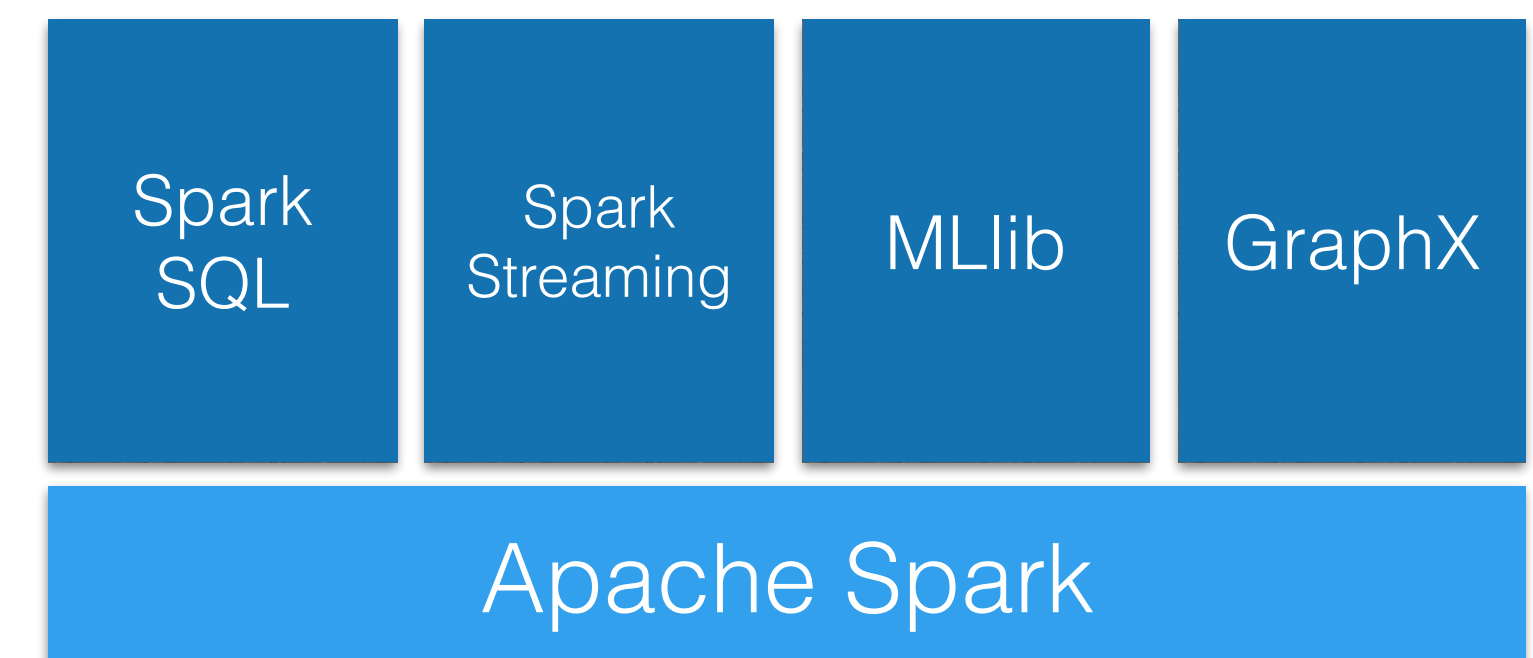 Spark
SQL
Spark
Streaming
MLlib
GraphX
Apache Spark